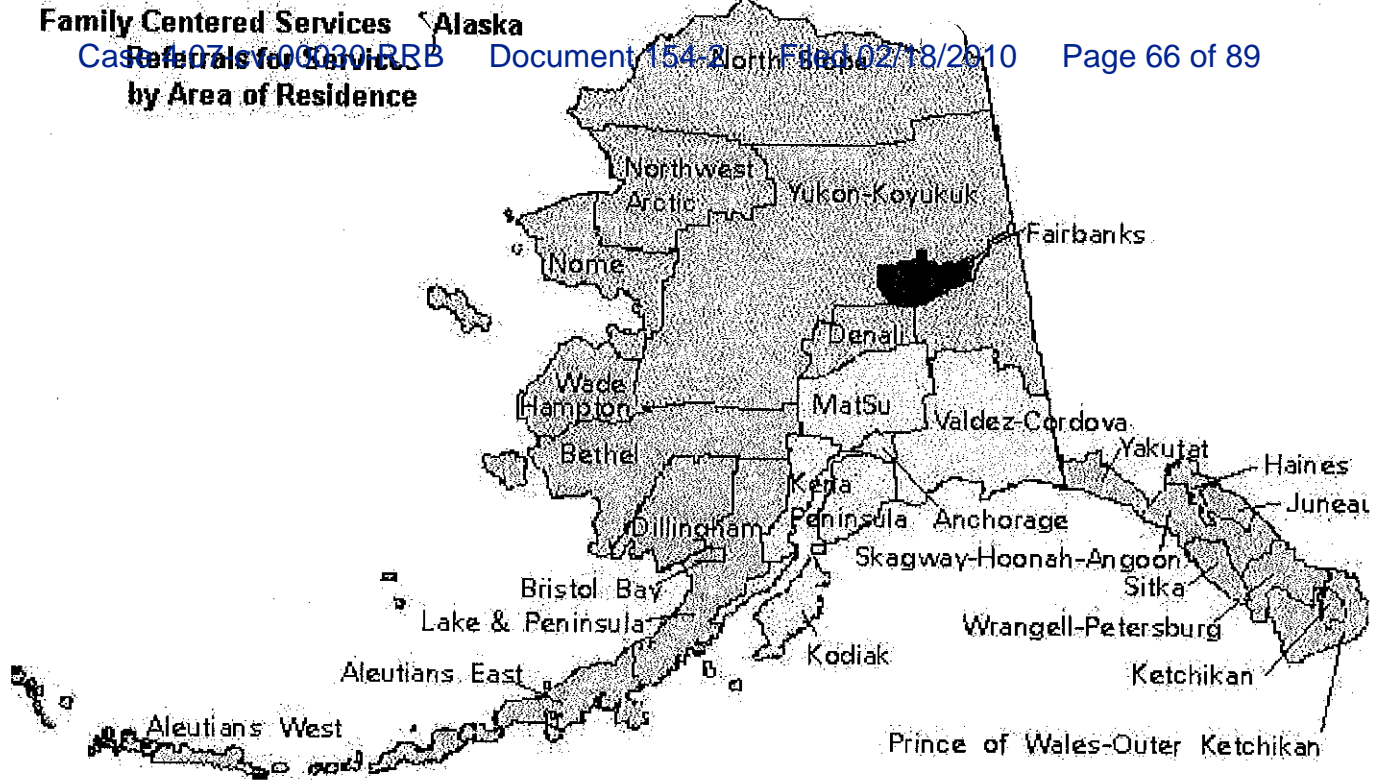 Family Centered Services Alaska
Referrals for Services
by Area of Residence
Case 4:07-cv-00030-RRB Document 154-2 Filed 02/18/2010 Page 66 of 89
North Slope
Northwest
Arctic
Yukon-Koyukuk
Fairbanks
Nome
Denali
Wade
Hampton
MatSu
Valdez-Cordova
Bethel
Yakutat
Haines
Juneau
Kena
Peninsula
Dillingham
Anchorage
Skagway-Hoonah-Angoon
Bristol Bay
Sitka
Lake & Peninsula
Wrangell-Petersburg
Kodiak
Aleutians East
Ketchikan
Aleutians West
Prince of Wales-Outer Ketchikan